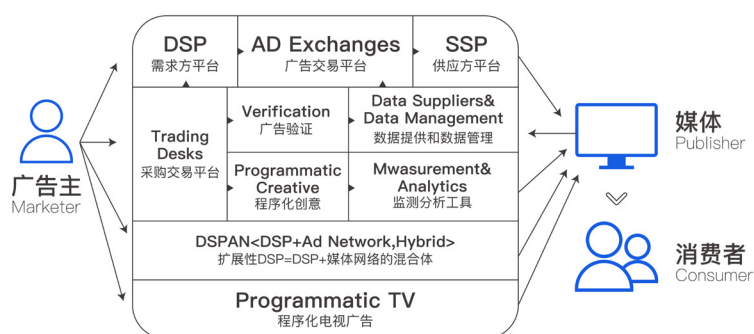 DSP
需求方平台
AD Exchanges
广告交易平台
SSP
供应方平台
Trading
Desks
采购交易平台
Verification
广告验证
Data Suppliers&
Data Management
数据提供和数据管理
Programmatic
Creative
程序化创意
Mwasurement&
Analytics
监测分析工具
DSPAN<DSP+Ad Network,Hybrid>
扩展性DSP=DSP+媒体网络的混合体
Programmatic TV
程序化电视广告
广告主
Marketer
媒体
Publisher
消费者
Consumer